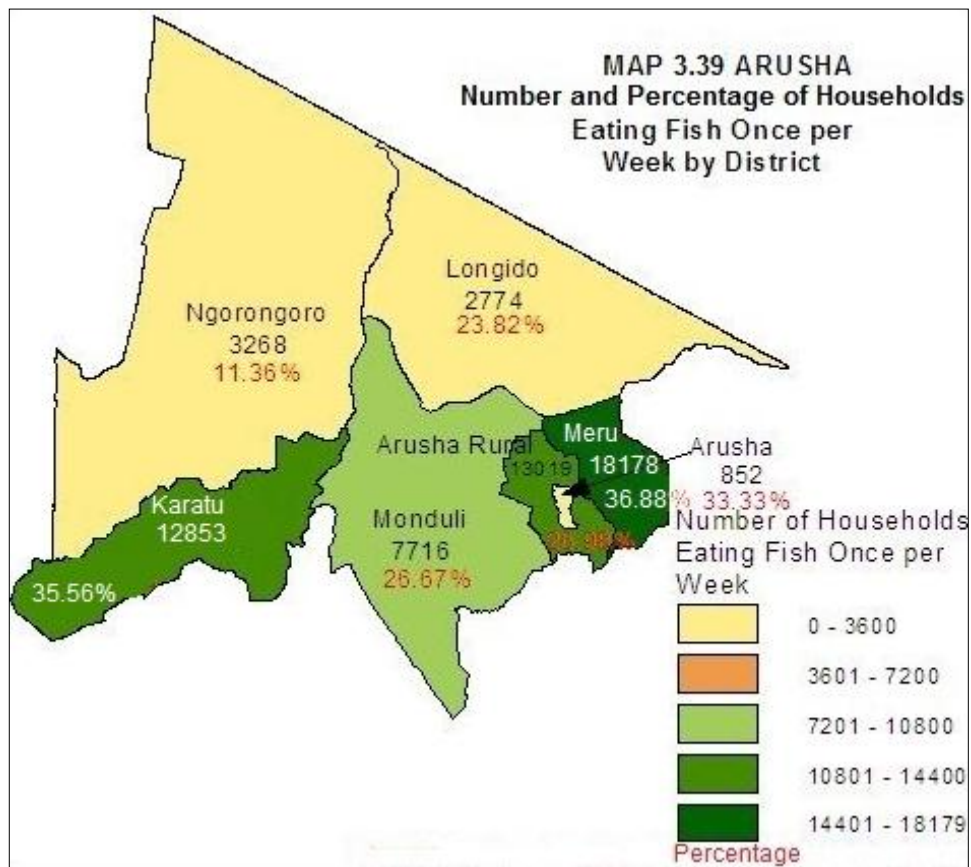 MAP 3.39 ARUSHA
Number and Percentage of Households
Eating Fish Once per
Week by District
Longido
2774
23.82%
Ngorongoro
3268
11.36%
Meru
18178
36.88%
Arusha Rural
13019
Arusha
852
33.33%
Karatu
12853
35.56%
Monduli
7716
26.67%
Number of Households
Eating Fish Once per
Week
0 - 3600
3601 - 7200
7201 - 10800
10801 - 14400
14401 - 18179
Percentage